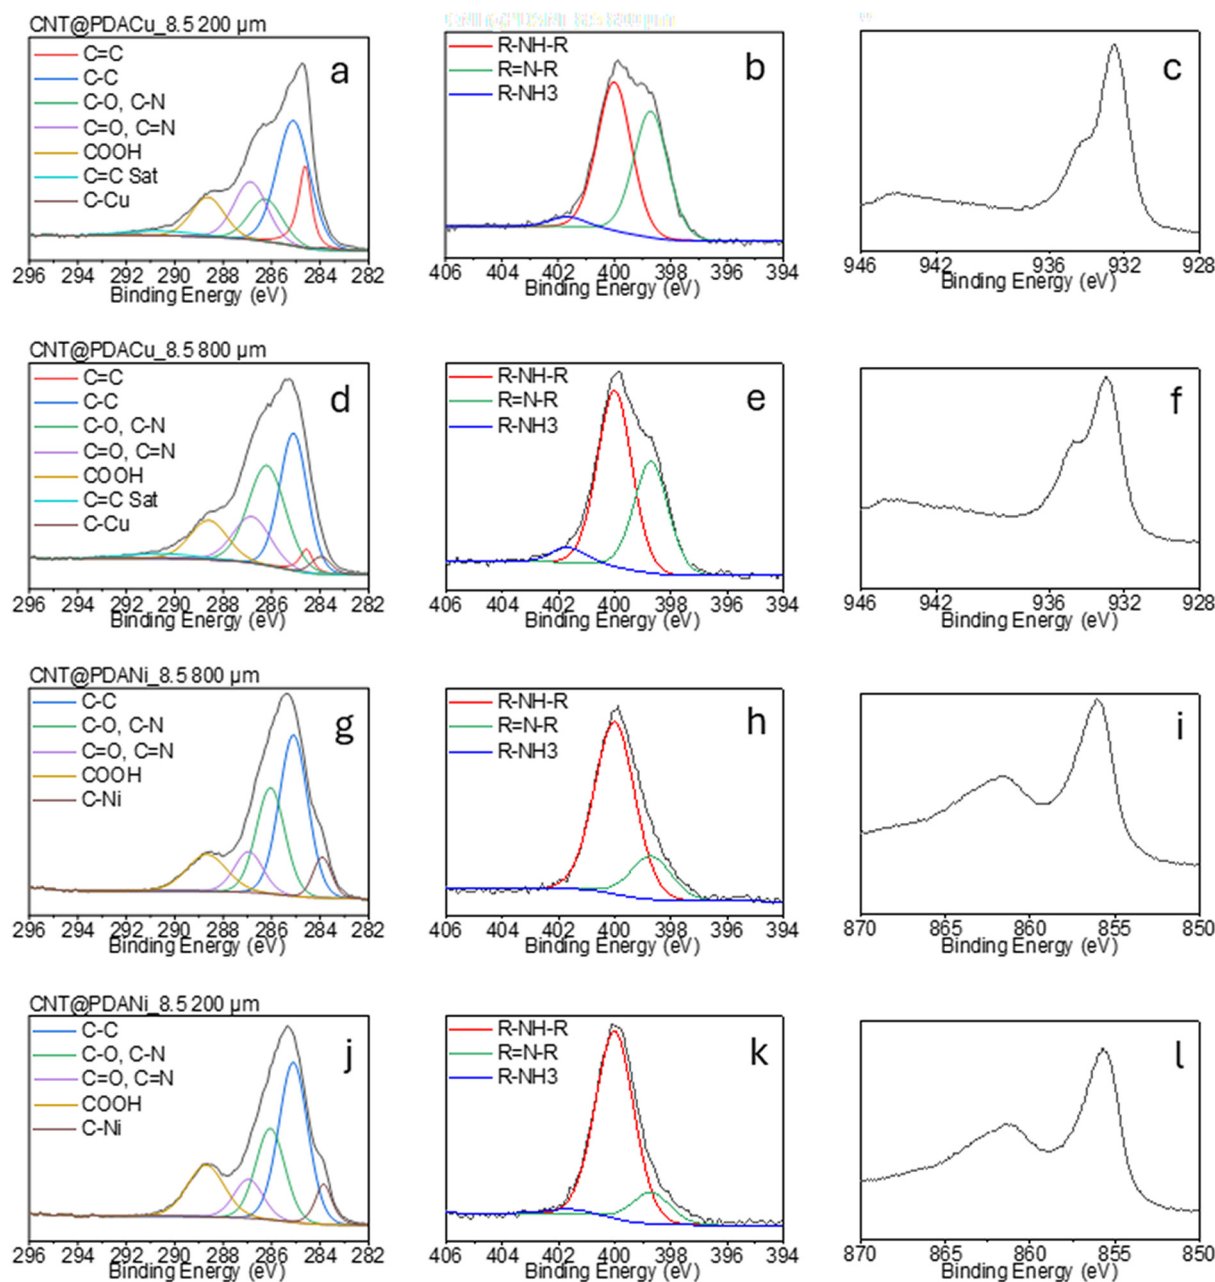 CNT@PDACu_8.5 200 µm
C=C
C-C
C-O, C-N
C=O, C=N
COOH
C=C Sat
C-Cu
a
296 294 292 290 288 286 284 282
Binding Energy (eV)
R-NH-R
R=N-R
R-NH3
b
406 404 402 400 398 396 394
Binding Energy (eV)
c
946 942 936 932 928
Binding Energy (eV)
CNT@PDACu_8.5 800 µm
C=C
C-C
C-O, C-N
C=O, C=N
COOH
C=C Sat
C-Cu
d
296 294 292 290 288 286 284 282
Binding Energy (eV)
R-NH-R
R=N-R
R-NH3
e
406 404 402 400 398 396 394
Binding Energy (eV)
f
946 942 936 932 928
Binding Energy (eV)
CNT@PDANi_8.5 800 µm
C-C
C-O, C-N
C=O, C=N
COOH
C-Ni
g
296 294 292 290 288 286 284 282
Binding Energy (eV)
R-NH-R
R=N-R
R-NH3
h
406 404 402 400 398 396 394
Binding Energy (eV)
i
870 865 860 855 850
Binding Energy (eV)
CNT@PDANi_8.5 200 µm
C-C
C-O, C-N
C=O, C=N
COOH
C-Ni
j
296 294 292 290 288 286 284 282
Binding Energy (eV)
R-NH-R
R=N-R
R-NH3
k
406 404 402 400 398 396 394
Binding Energy (eV)
l
870 865 860 855 850
Binding Energy (eV)